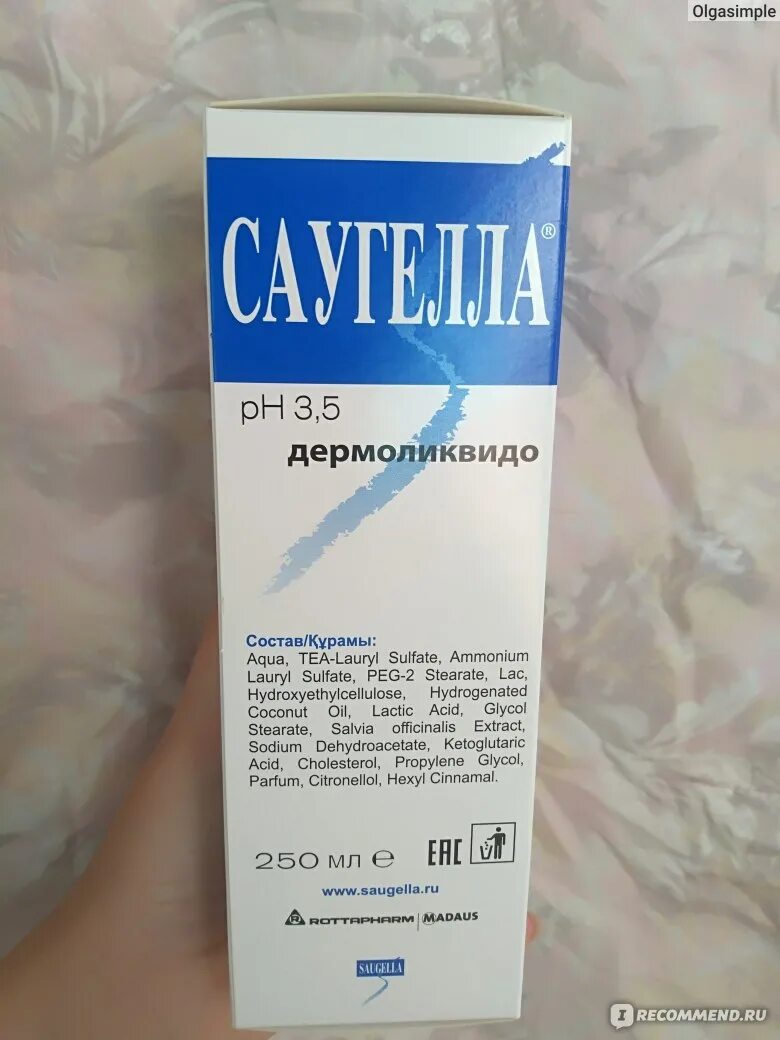 Olgasimple
САУГЕЛЛА®
pH 3,5
дермоликвидо
Состав/Құрамы:
Aqua, TEA-Lauryl Sulfate, Ammonium
Lauryl Sulfate, PEG-2 Stearate, Lac,
Hydroxyethylcellulose, Hydrogenated
Coconut Oil, Lactic Acid, Glycol
Stearate, Salvia officinalis Extract,
Sodium Dehydroacetate, Ketoglutaric
Acid, Cholesterol, Propylene Glycol,
Parfum, Citronellol, Hexyl Cinnamal.
250 мл ℮
EAC
www.saugella.ru
R ROTTAPHARM | MADAUS
SAUGELLA
I RECOMMEND.RU